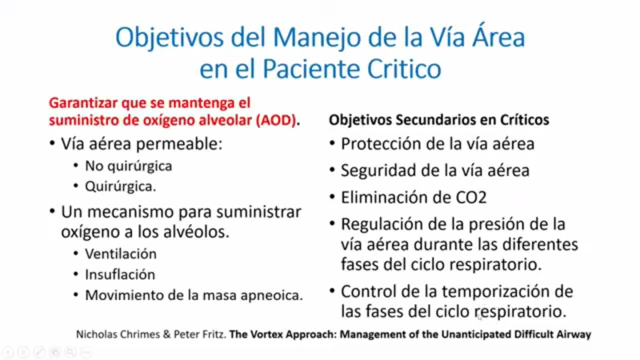 Objetivos del Manejo de la Vía Área
en el Paciente Critico
Garantizar que se mantenga el
suministro de oxígeno alveolar (AOD).
• Vía aérea permeable:
• No quirúrgica
• Quirúrgica.
• Un mecanismo para suministrar
oxígeno a los alvéolos.
• Ventilación
• Insuflación
• Movimiento de la masa apneoica.
Objetivos Secundarios en Críticos
• Protección de la vía aérea
• Seguridad de la vía aérea
• Eliminación de CO2
• Regulación de la presión de la
vía aérea durante las diferentes
fases del ciclo respiratorio.
• Control de la temporización de
las fases del ciclo respiratorio.
Nicholas Chrimes & Peter Fritz. The Vortex Approach: Management of the Unanticipated Difficult Airway